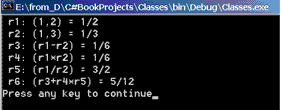 E:\from_D\C#BookProjects\Classes\bin\Debug\Classes.exe
r1: (1,2) = 1/2
r2: (1,3) = 1/3
r3: (r1-r2) = 1/6
r4: (r1×r2) = 1/6
r5: (r1/r2) = 3/2
r6: (r3+r4×r5) = 5/12
Press any key to continue_